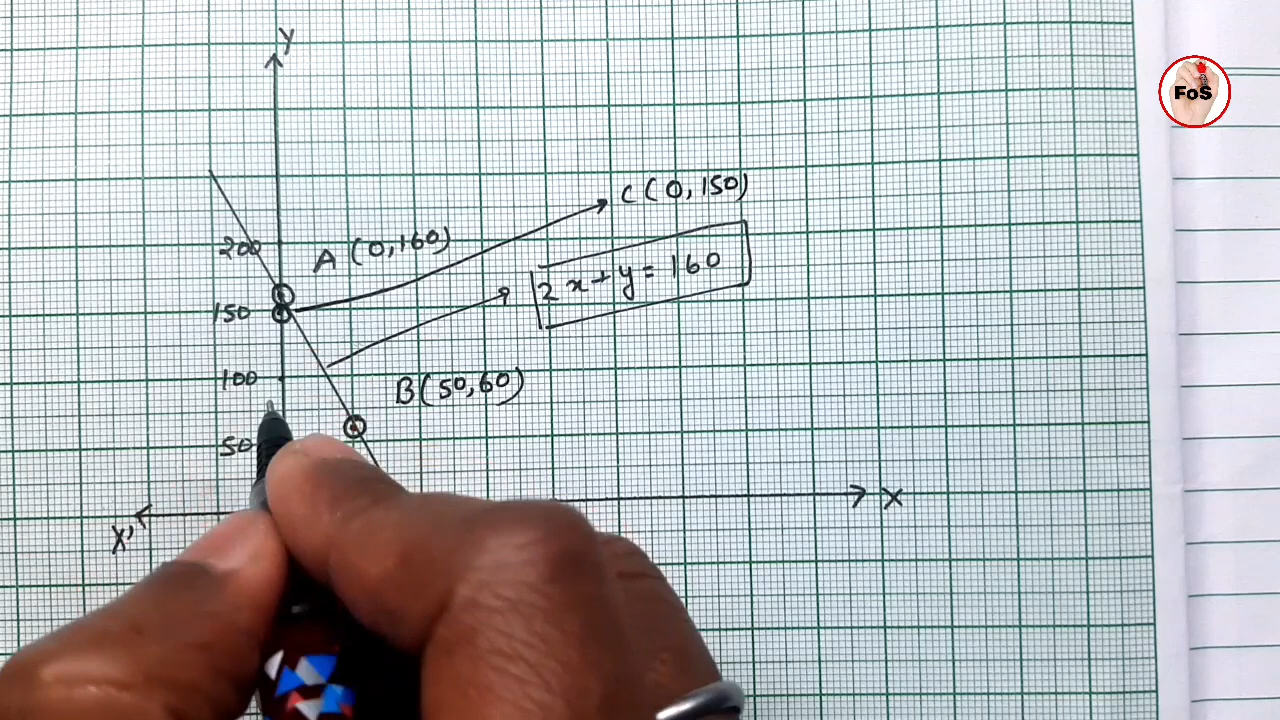 Y
C (0, 150)
200
A (0, 160)
2x + y = 160
150
100
B (50, 60)
50
X
X'
FoS